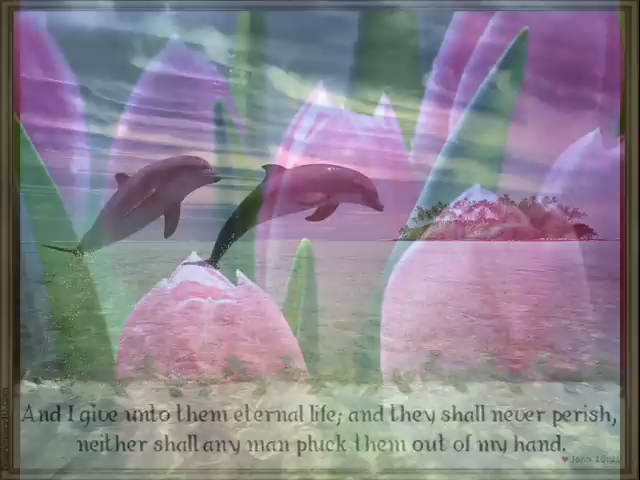 And I give unto them eternal life; and they shall never perish,
neither shall any man pluck them out of my hand.
♥ John